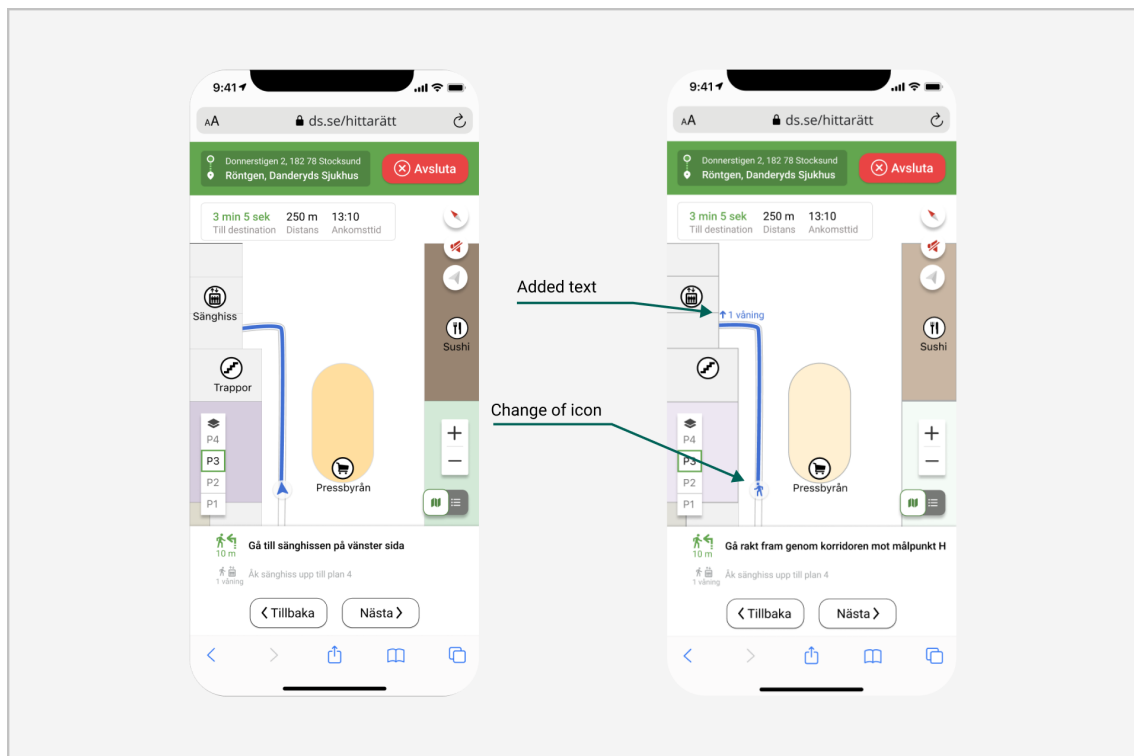 9:41
AA
ds.se/hittarätt
Donnerstigen 2, 182 78 Stocksund
Röntgen, Danderyds Sjukhus
Avsluta
3 min 5 sek 250 m 13:10
Till destination Distans Ankomsttid
Sänghiss
Sushi
Trappor
P4
P3
P2
P1
Pressbyrån
10 m
Gå till sänghissen på vänster sida
1 våning
Åk sänghiss upp till plan 4
Tillbaka
Nästa
Added text
Change of icon
9:41
AA
ds.se/hittarätt
Donnerstigen 2, 182 78 Stocksund
Röntgen, Danderyds Sjukhus
Avsluta
3 min 5 sek 250 m 13:10
Till destination Distans Ankomsttid
1 våning
Sushi
P4
P3
P2
P1
Pressbyrån
10 m
Gå rakt fram genom korridoren mot målpunkt H
1 våning
Åk sänghiss upp till plan 4
Tillbaka
Nästa